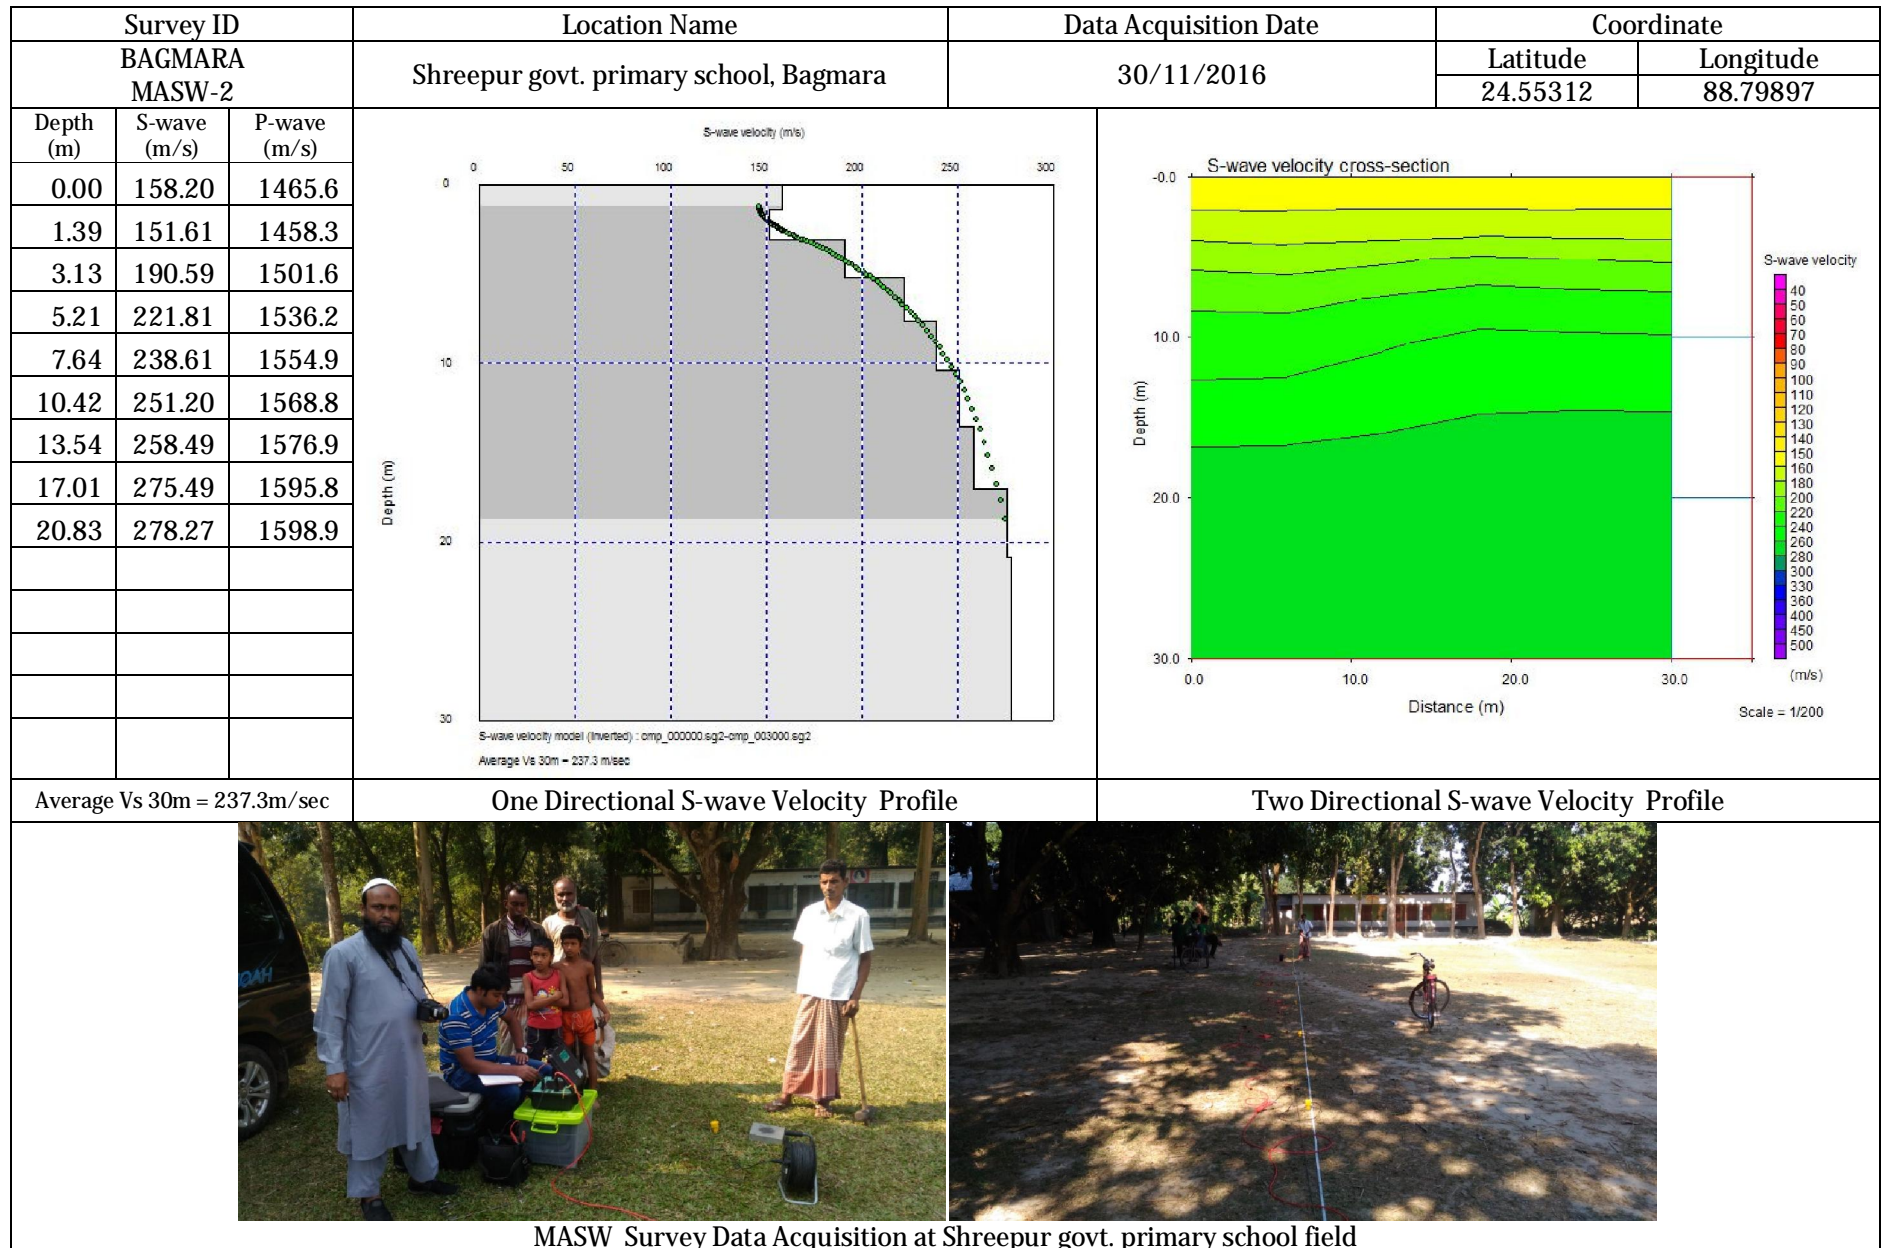 Survey ID
Location Name
Data Acquisition Date
Coordinate
BAGMARA
MASW-2
Shreepur govt. primary school, Bagmara
30/11/2016
Latitude
Longitude
24.55312
88.79897
Depth (m) S-wave (m/s) P-wave (m/s)
0.00 158.20 1465.6
1.39 151.61 1458.3
3.13 190.59 1501.6
5.21 221.81 1536.2
7.64 238.61 1554.9
10.42 251.20 1568.8
13.54 258.49 1576.9
17.01 275.49 1595.8
20.83 278.27 1598.9
Average Vs 30m = 237.3m/sec
S-wave velocity (m/s)
0 50 100 150 200 250 300
0
10
20
30
Depth (m)
S-wave velocity model (inverted) : cmp_000000.sg2-cmp_003000.sg2
Average Vs 30m = 237.3 m/sec
One Directional S-wave Velocity Profile
S-wave velocity cross-section
-0.0
10.0
20.0
30.0
Depth (m)
0.0 10.0 20.0 30.0
Distance (m)
S-wave velocity
40
50
60
70
80
90
100
110
120
130
140
150
160
180
200
220
240
260
280
300
330
360
400
450
500
(m/s)
Scale = 1/200
Two Directional S-wave Velocity Profile
MASW Survey Data Acquisition at Shreepur govt. primary school field